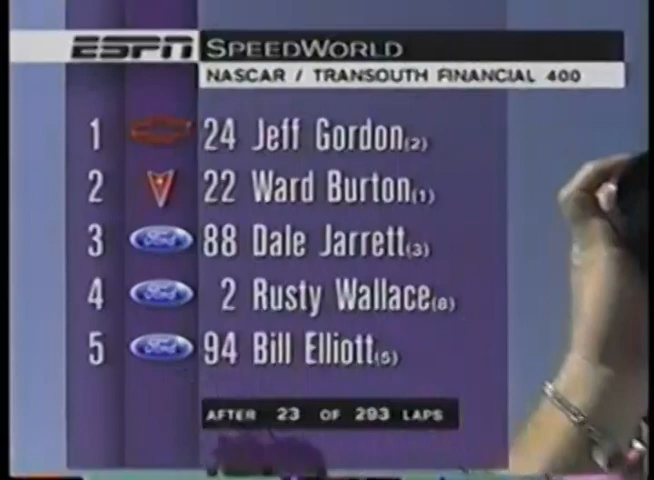 ESPN SPEEDWORLD
NASCAR / TRANSOUTH FINANCIAL 400
1 24 Jeff Gordon(2)
2 22 Ward Burton(1)
3 Ford 88 Dale Jarrett(3)
4 Ford 2 Rusty Wallace(8)
5 Ford 94 Bill Elliott(5)
AFTER 23 OF 293 LAPS